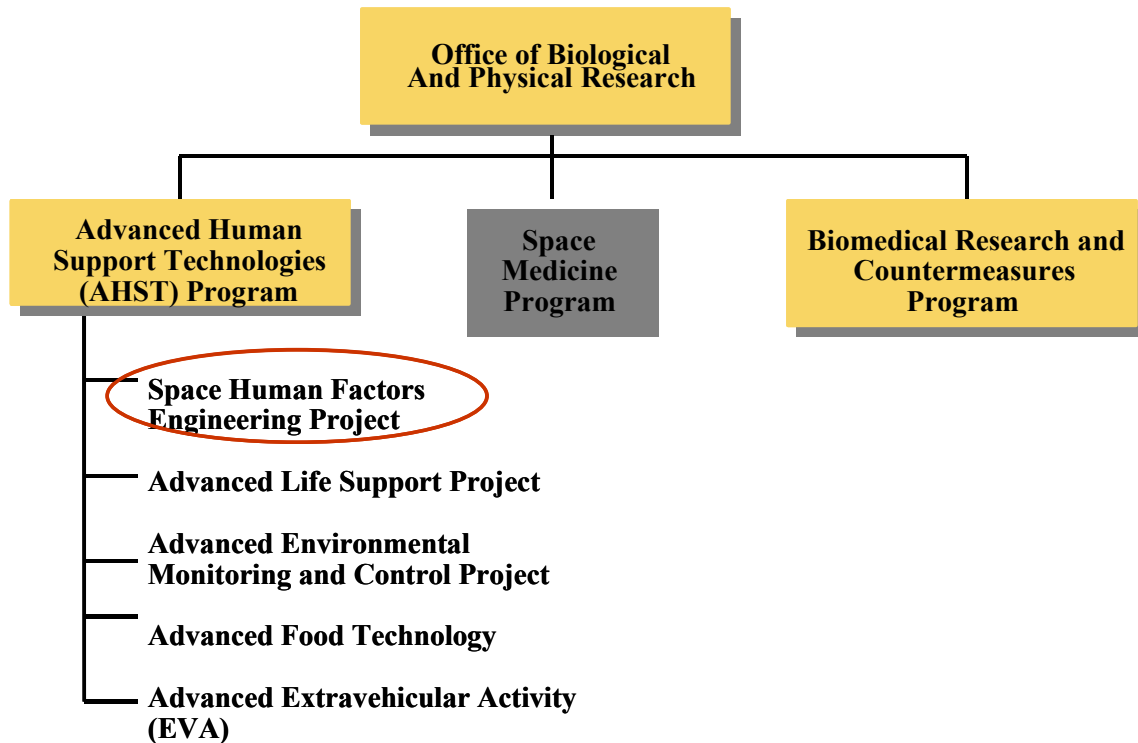 Office of Biological
And Physical Research
Advanced Human
Support Technologies
(AHST) Program
Space
Medicine
Program
Biomedical Research and
Countermeasures
Program
Space Human Factors
Engineering Project
Advanced Life Support Project
Advanced Environmental
Monitoring and Control Project
Advanced Food Technology
Advanced Extravehicular Activity
(EVA)